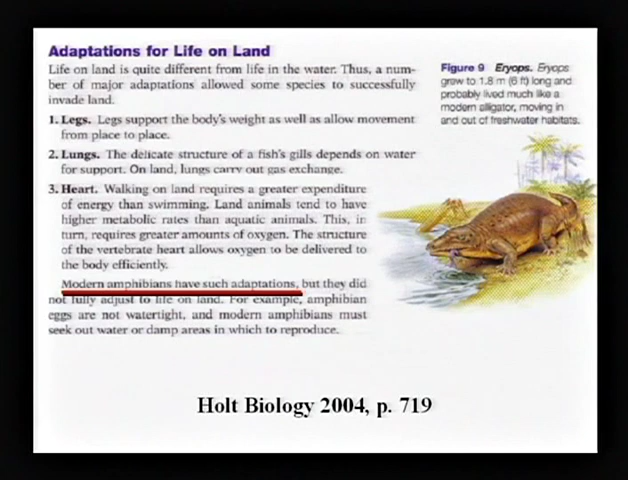 Adaptations for Life on Land
Life on land is quite different from life in the water. Thus, a num-
ber of major adaptations allowed some species to successfully
invade land.
1. Legs. Legs support the body's weight as well as allow movement
from place to place.
2. Lungs. The delicate structure of a fish's gills depends on water
for support. On land, lungs carry out gas exchange.
3. Heart. Walking on land requires a greater expenditure
of energy than swimming. Land animals tend to have
higher metabolic rates than aquatic animals. This, in
turn, requires greater amounts of oxygen. The structure
of the vertebrate heart allows oxygen to be delivered to
the body efficiently.
Modern amphibians have such adaptations, but they did
not fully adjust to life on land. For example, amphibian
eggs are not watertight, and modern amphibians must
seek out water or damp areas in which to reproduce.
Figure 9 Eryops. Eryops
grew to 1.8 m (6 ft) long and
probably lived much like a
modern alligator, moving in
and out of freshwater habitats.
Holt Biology 2004, p. 719